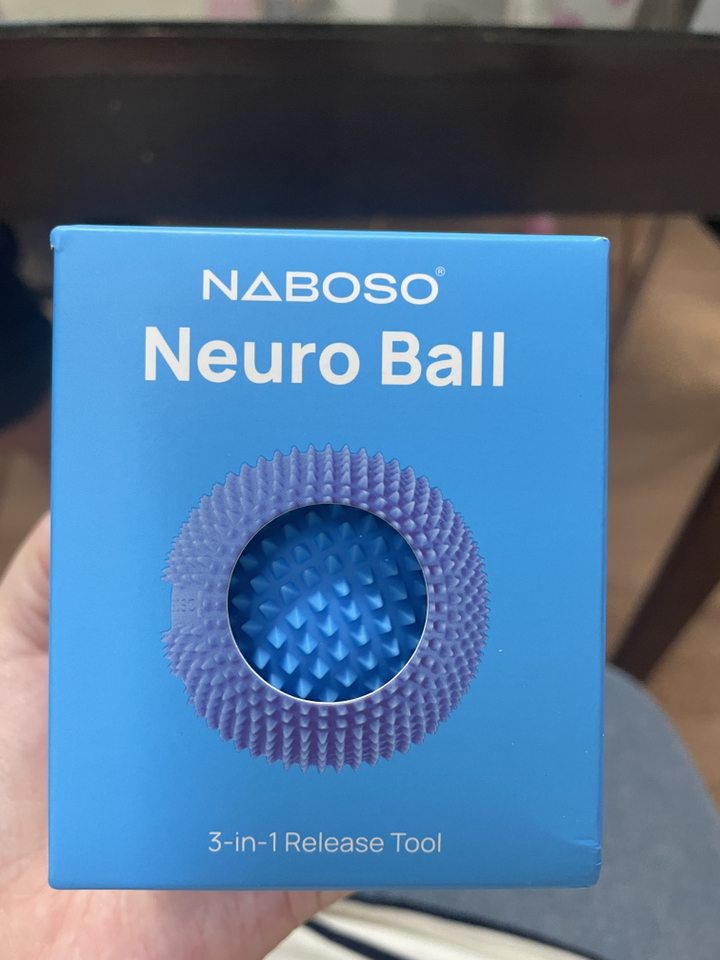 NABOSO®
Neuro Ball
3-in-1 Release Tool